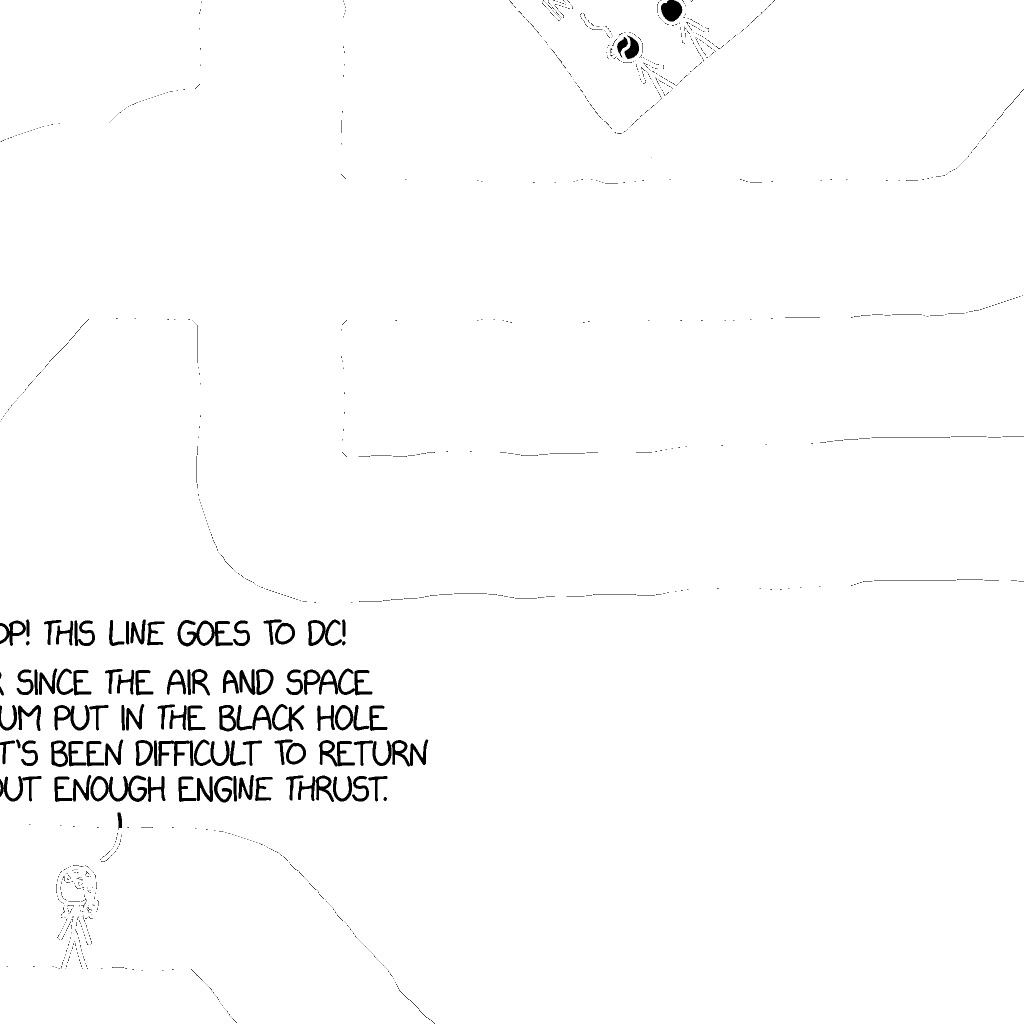 OP! THIS LINE GOES TO DC!
R SINCE THE AIR AND SPACE
UM PUT IN THE BLACK HOLE
T'S BEEN DIFFICULT TO RETURN
OUT ENOUGH ENGINE THRUST.